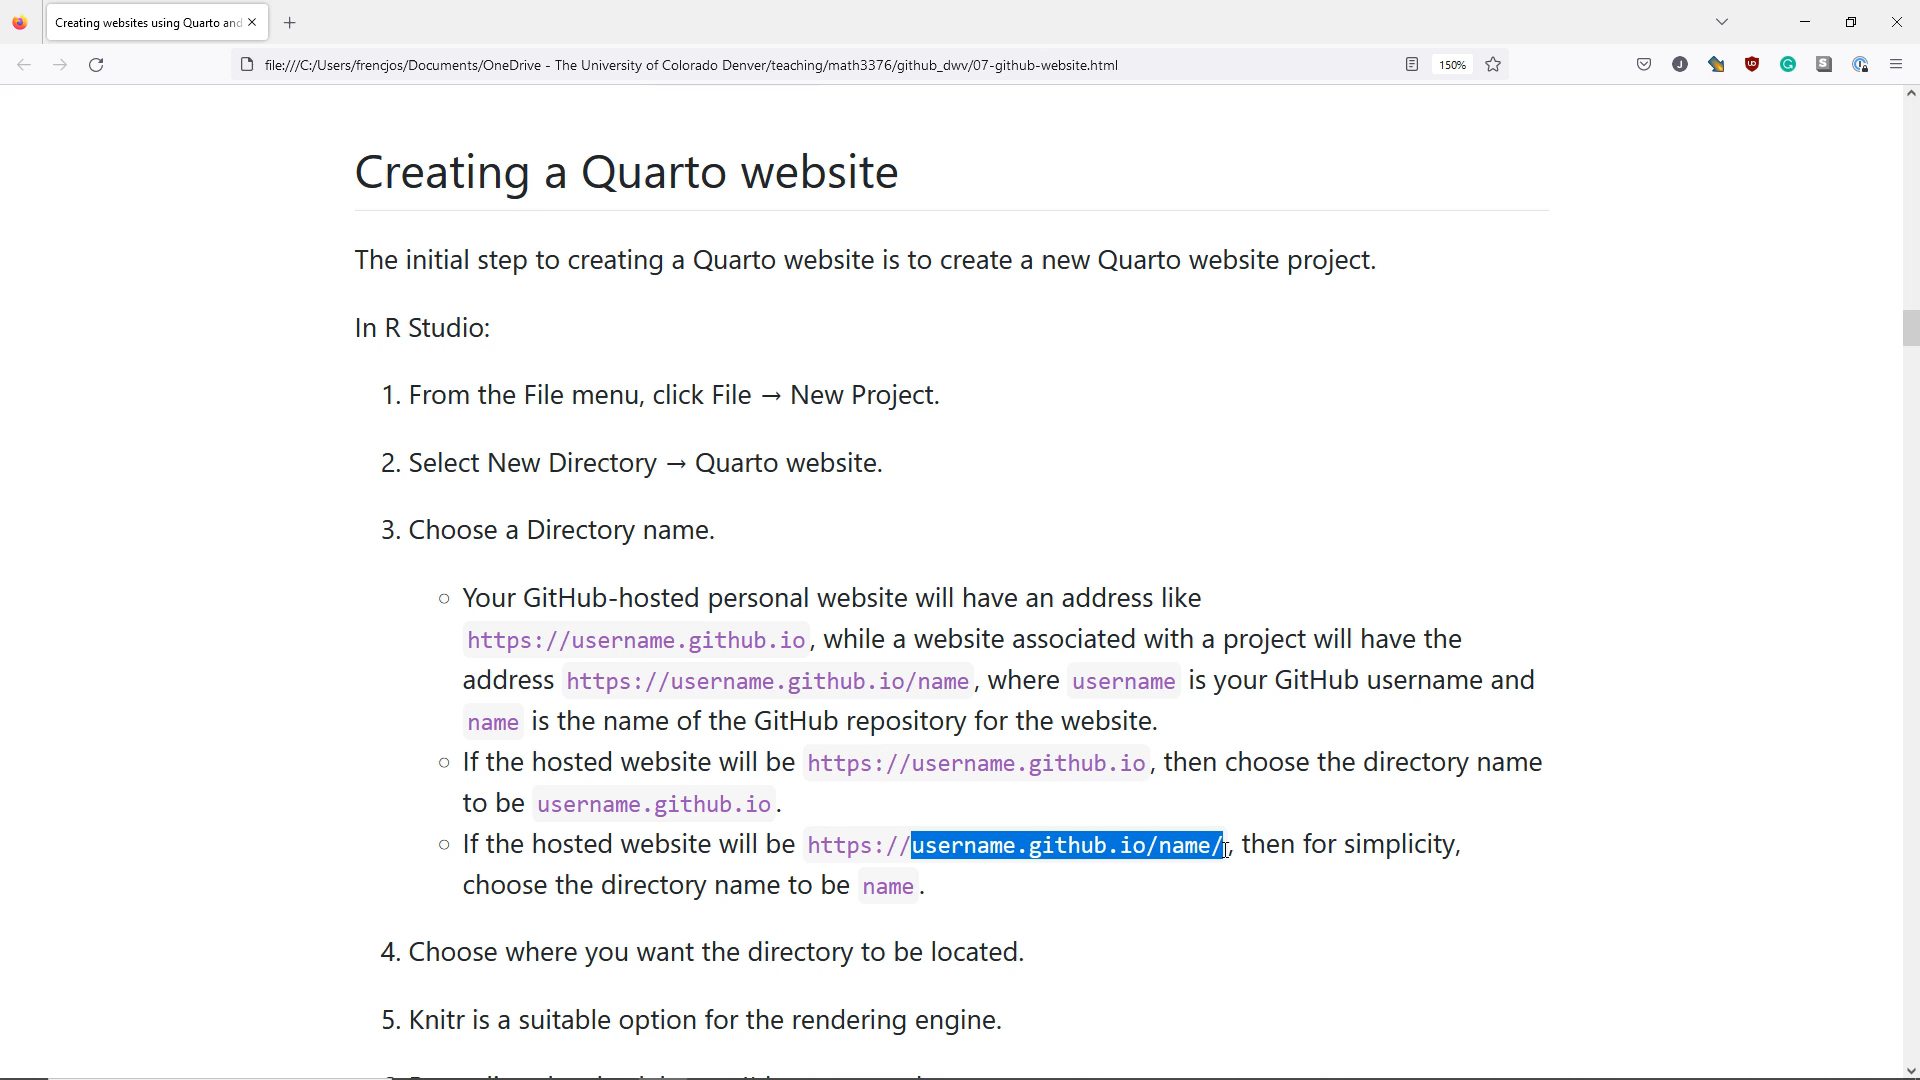 Creating websites using Quarto and
file:///C:/Users/frencjos/Documents/OneDrive - The University of Colorado Denver/teaching/math3376/github_dwv/07-github-website.html
150%
Creating a Quarto website
The initial step to creating a Quarto website is to create a new Quarto website project.
In R Studio:
1. From the File menu, click File → New Project.
2. Select New Directory → Quarto website.
3. Choose a Directory name.
Your GitHub-hosted personal website will have an address like
https://username.github.io, while a website associated with a project will have the
address https://username.github.io/name, where username is your GitHub username and
name is the name of the GitHub repository for the website.
If the hosted website will be https://username.github.io, then choose the directory name
to be username.github.io.
If the hosted website will be https://username.github.io/name/, then for simplicity,
choose the directory name to be name.
4. Choose where you want the directory to be located.
5. Knitr is a suitable option for the rendering engine.